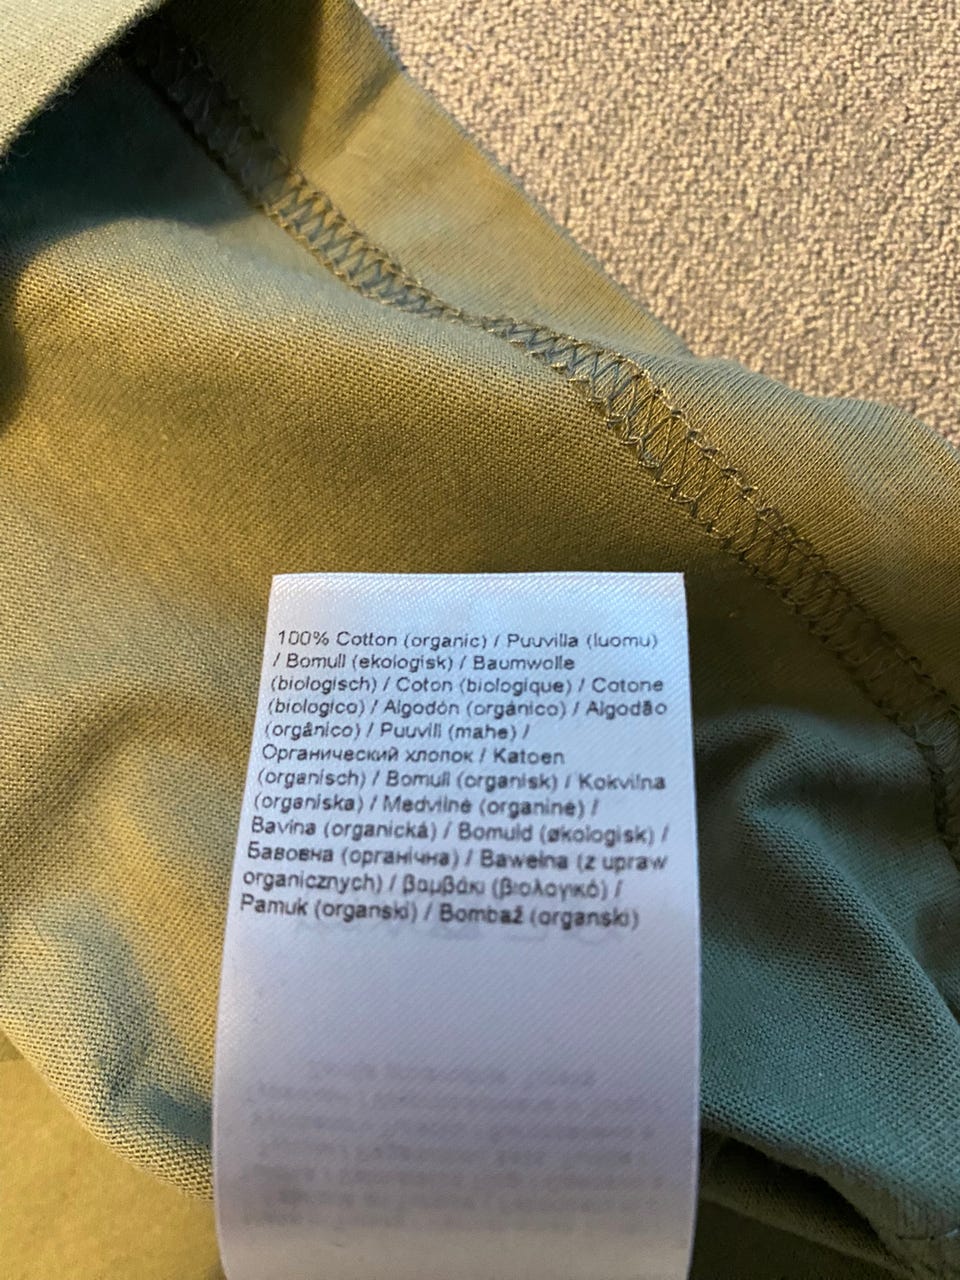 100% Cotton (organic) / Puuvilla (luomu)
/ Bomull (ekologisk) / Baumwolle
(biologisch) / Coton (biologique) / Cotone
(biologico) / Algodón (orgánico) / Algodão
(orgânico) / Puuvill (mahe) /
Органический хлопок / Katoen
(organisch) / Bomull (organisk) / Kokvilna
(organiska) / Medvilnė (organinė) /
Bavlna (organická) / Bomuld (økologisk) /
Бавовна (органічна) / Bawełna (z upraw
organicznych) / βαμβάκι (βιολογικό) /
Pamuk (organski) / Bombaž (organski)